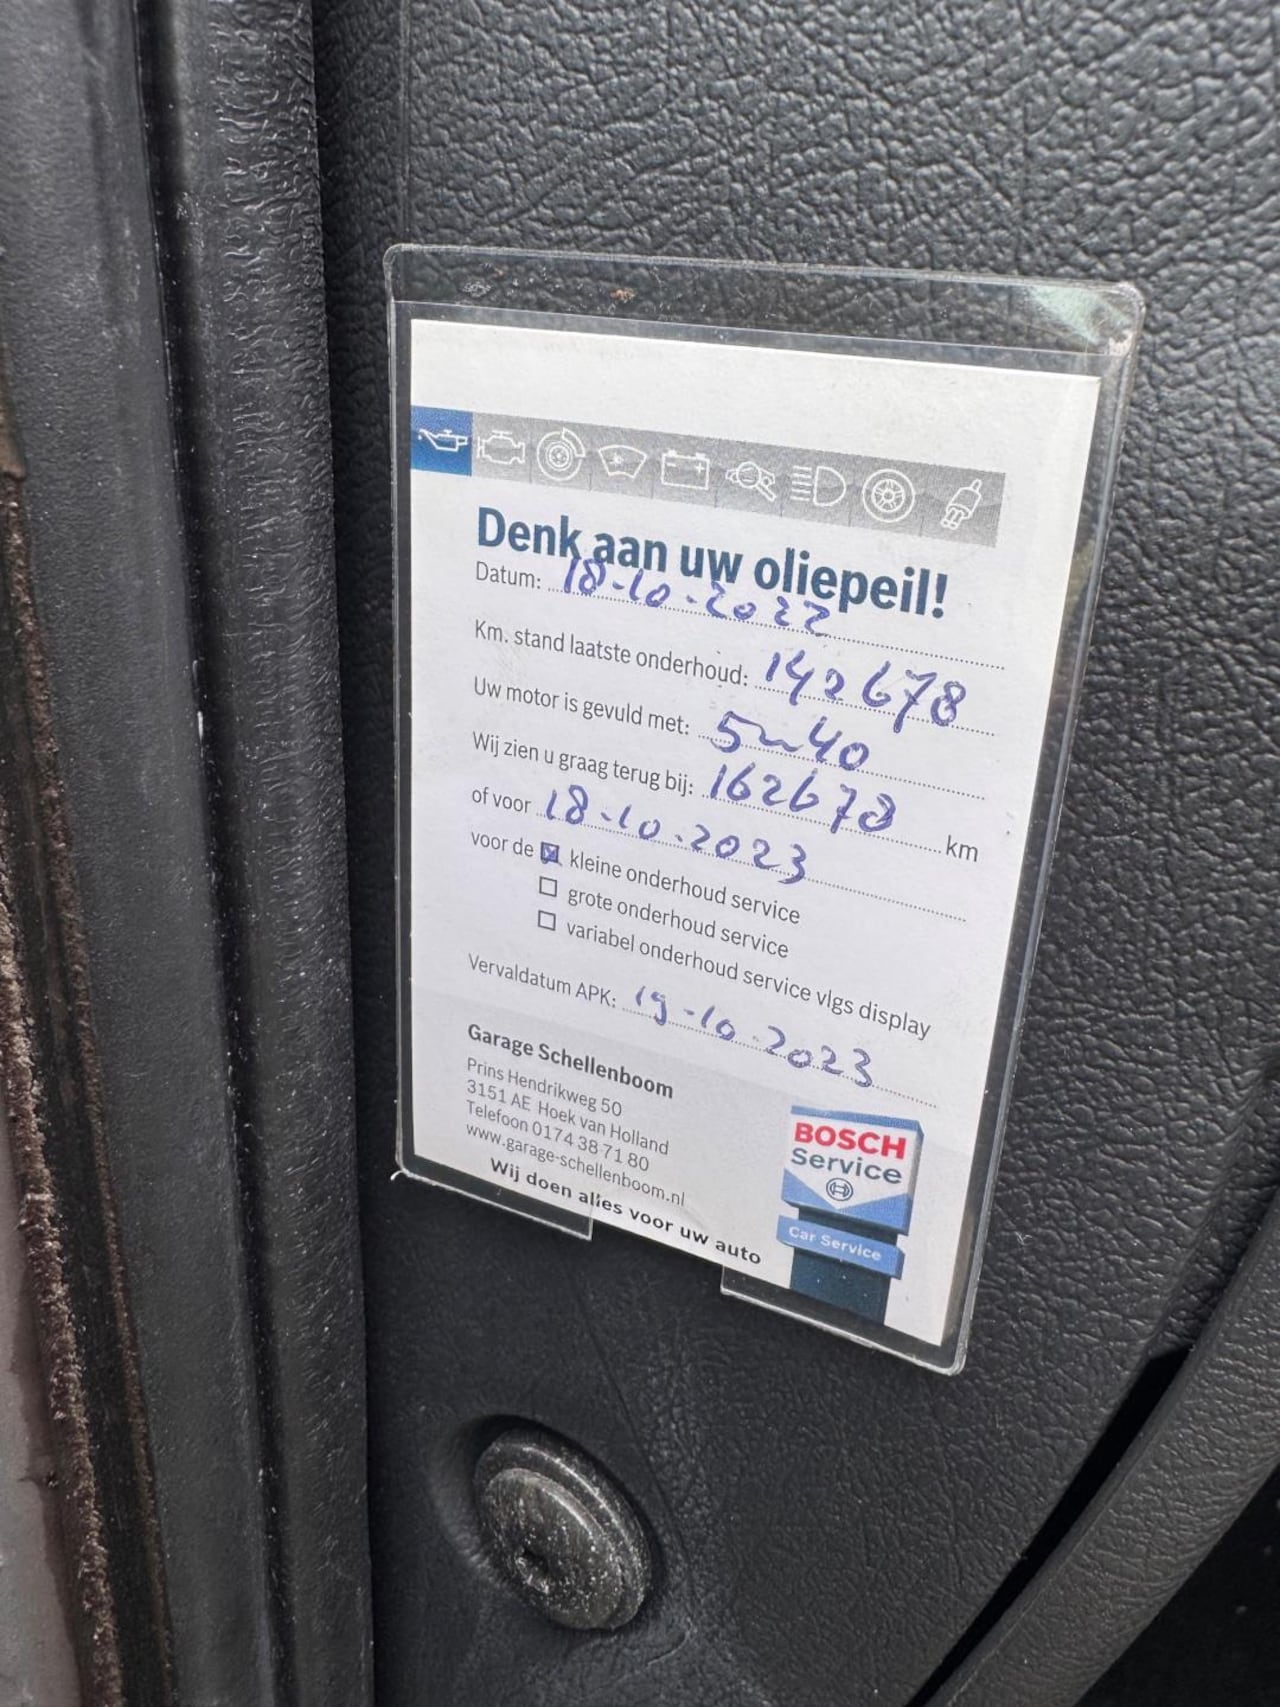 Denk aan uw oliepeil!
Datum: 18-10-2022
Km. stand laatste onderhoud: 142678
Uw motor is gevuld met: 5w40
Wij zien u graag terug bij: 162678 km
of voor 18-10-2023
voor de ☒ kleine onderhoud service
☐ grote onderhoud service
☐ variabel onderhoud service vlgs display
Vervaldatum APK: 19-10-2023
Garage Schellenboom
Prins Hendrikweg 50
3151 AE Hoek van Holland
Telefoon 0174 38 71 80
www.garage-schellenboom.nl
Wij doen alles voor uw auto
BOSCH
Service
Car Service